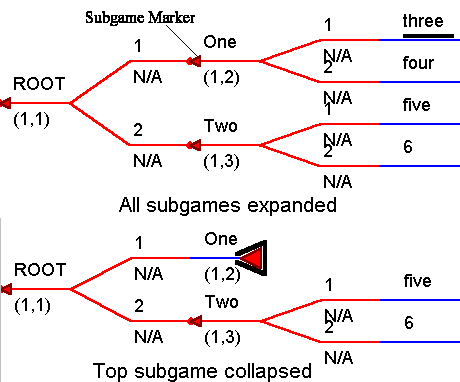 Subgame Marker
1 One 1 three
ROOT N/A (1,2) N/A 2 four
(1,1) N/A
2 Two 1 five
N/A (1,3) N/A 2 6
N/A
All subgames expanded
1 One
ROOT N/A (1,2) 1 five
(1,1) 2 Two N/A 2 6
N/A (1,3) N/A
Top subgame collapsed